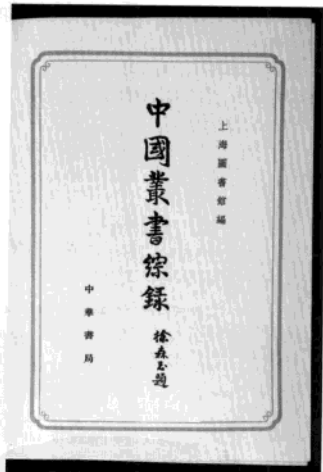 上海圖書館編
中國叢書綜録
徐森玉題
中華書局